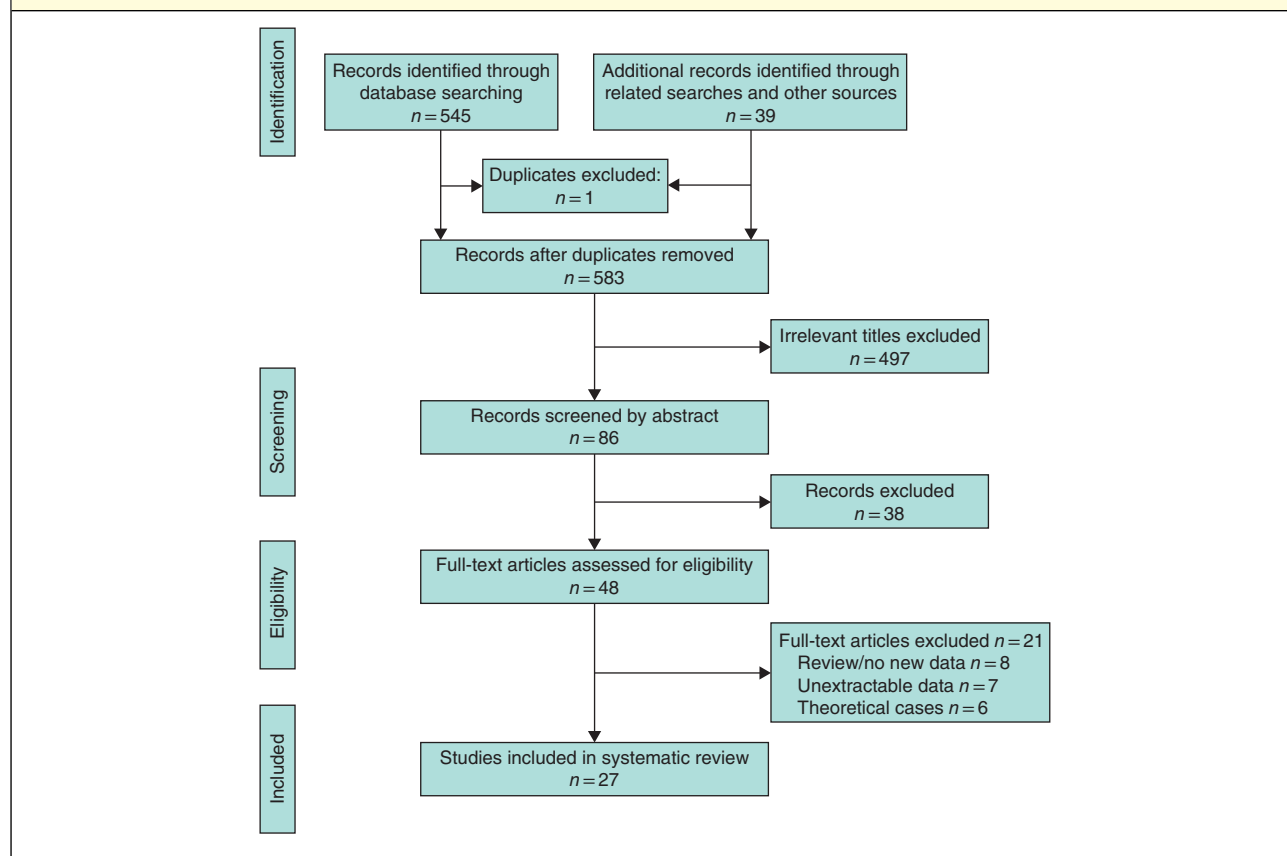 Identification
Records identified through
database searching
n = 545
Additional records identified through
related searches and other sources
n = 39
Duplicates excluded:
n = 1
Records after duplicates removed
n = 583
Irrelevant titles excluded
n = 497
Screening
Records screened by abstract
n = 86
Records excluded
n = 38
Eligibility
Full-text articles assessed for eligibility
n = 48
Full-text articles excluded n = 21
Review/no new data n = 8
Unextractable data n = 7
Theoretical cases n = 6
Included
Studies included in systematic review
n = 27